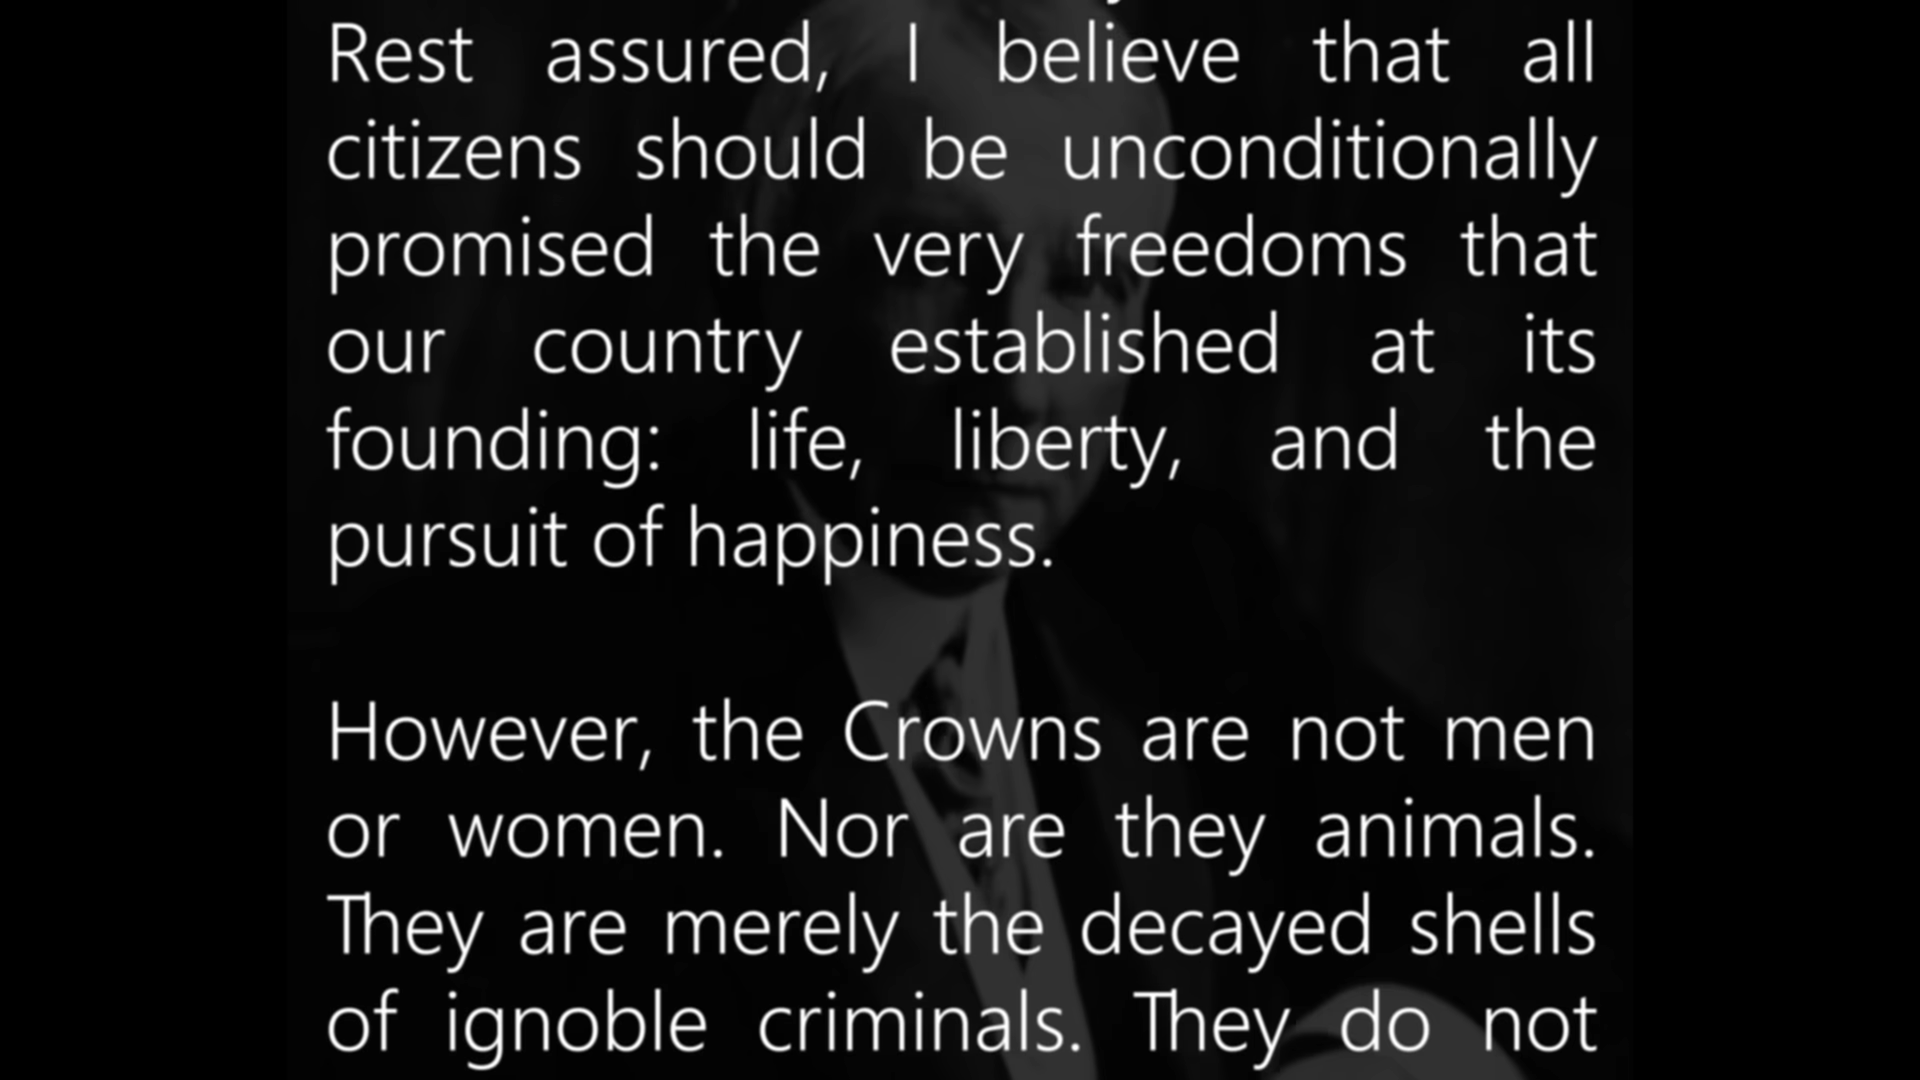 Rest assured, I believe that all
citizens should be unconditionally
promised the very freedoms that
our country established at its
founding: life, liberty, and the
pursuit of happiness.
However, the Crowns are not men
or women. Nor are they animals.
They are merely the decayed shells
of ignoble criminals. They do not